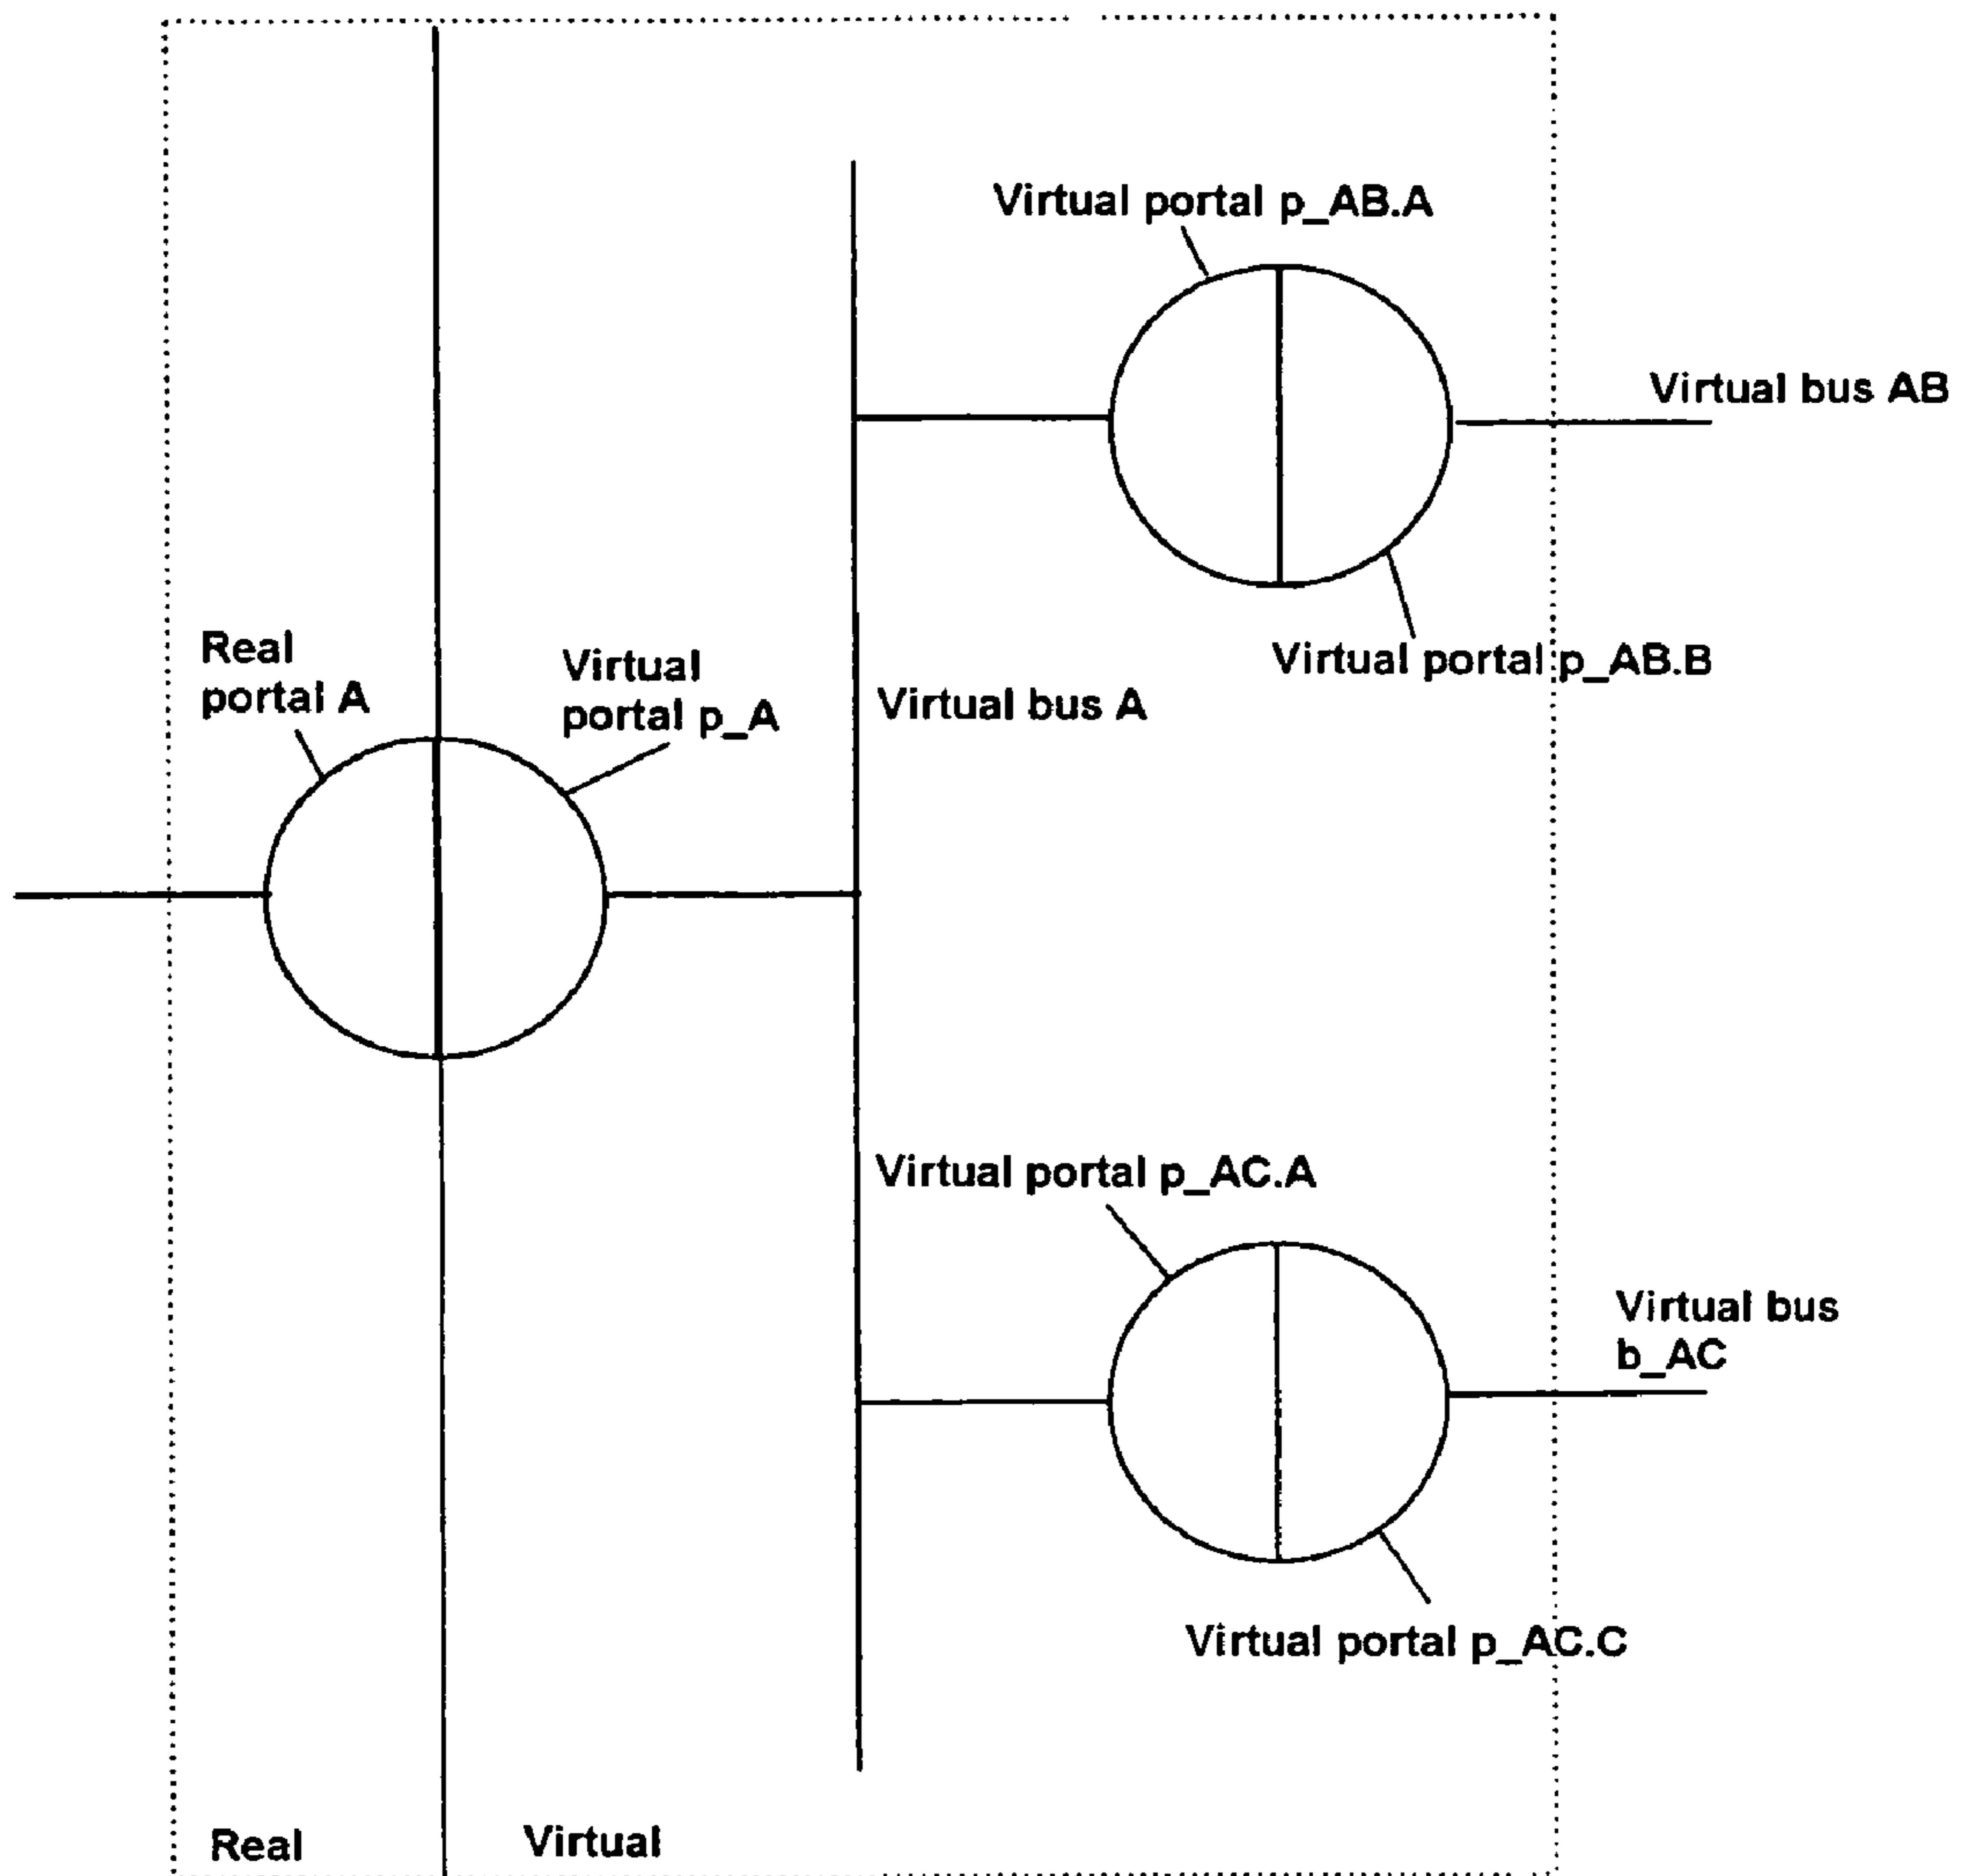 Virtual portal p_AB.A
Virtual bus AB
Virtual portal p_AB.B
Real
portal A
Virtual
portal p_A
Virtual bus A
Virtual portal p_AC.A
Virtual bus
b_AC
Virtual portal p_AC.C
Real
Virtual